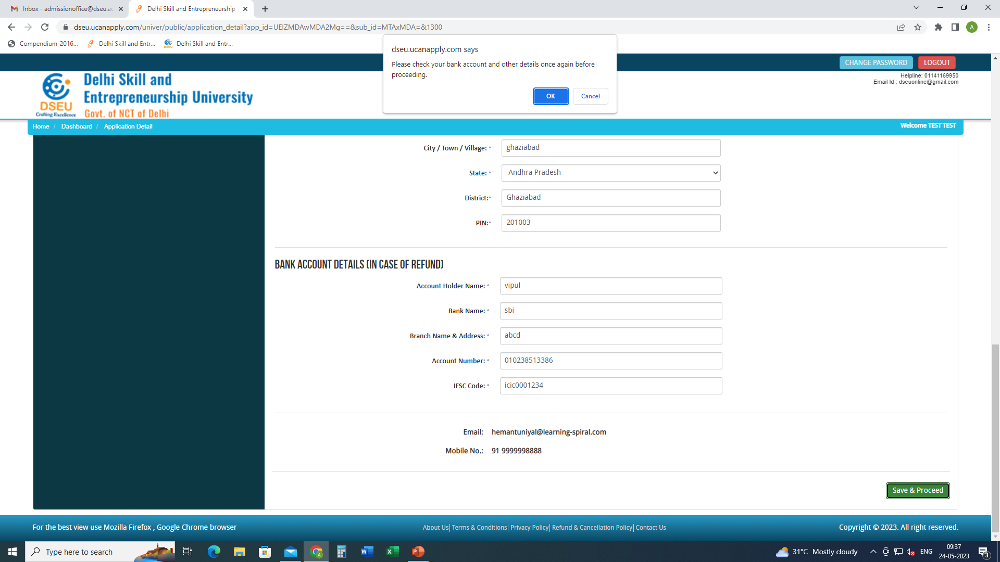 Inbox - admissionoffice@dseu.ac
Delhi Skill and Entrepreneurship
dseu.ucanapply.com/univer/public/application_detail?app_id=UEIZMDAwMDA2Mg==&sub_id=MTAxMDA=&1300
A
Compendium-2016...
Delhi Skill and Entr...
Delhi Skill and Entr...
dseu.ucanapply.com says
Please check your bank account and other details once again before
proceeding.
OK
Cancel
CHANGE PASSWORD
LOGOUT
Helpline: 01141169950
Email Id : dseuonline@gmail.com
DSEU
Crafting Excellence
Delhi Skill and
Entrepreneurship University
Govt. of NCT of Delhi
Home / Dashboard / Application Detail
Welcome TEST TEST
City / Town / Village: * ghaziabad
State: * Andhra Pradesh
District:* Ghaziabad
PIN:* 201003
BANK ACCOUNT DETAILS (IN CASE OF REFUND)
Account Holder Name: * vipul
Bank Name: * sbi
Branch Name & Address: * abcd
Account Number: * 010238513386
IFSC Code: * icic0001234
Email: hemantuniyal@learning-spiral.com
Mobile No.: 91 9999998888
Save & Proceed
For the best view use Mozilla Firefox , Google Chrome browser
About Us| Terms & Conditions| Privacy Policy| Refund & Cancellation Policy| Contact Us
Copyright © 2023. All right reserved.
Type here to search
31°C Mostly cloudy
ENG
09:37
24-05-2023
3